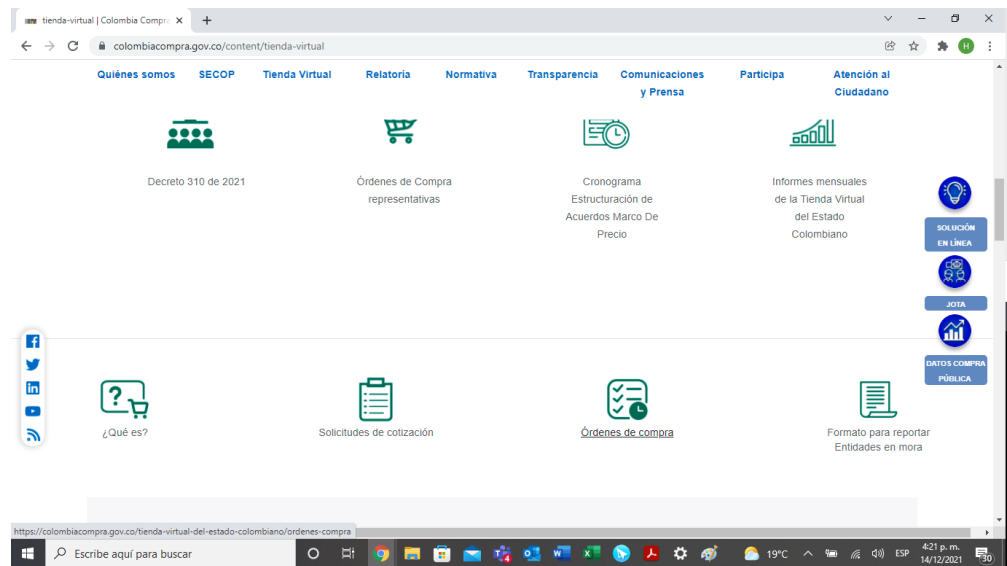 tienda-virtual | Colombia Compra
colombiacompra.gov.co/content/tienda-virtual
H
Quiénes somos SECOP Tienda Virtual Relatoría Normativa Transparencia Comunicaciones y Prensa Participa Atención al Ciudadano
Decreto 310 de 2021
Órdenes de Compra
representativas
Cronograma
Estructuración de
Acuerdos Marco De
Precio
Informes mensuales
de la Tienda Virtual
del Estado
Colombiano
SOLUCIÓN
EN LÍNEA
JOTA
DATOS COMPRA
PÚBLICA
¿Qué es?
Solicitudes de cotización
Órdenes de compra
Formato para reportar
Entidades en mora
https://colombiacompra.gov.co/tienda-virtual-del-estado-colombiano/ordenes-compra
Escribe aquí para buscar
19°C
ESP
4:21 p. m.
14/12/2021
30